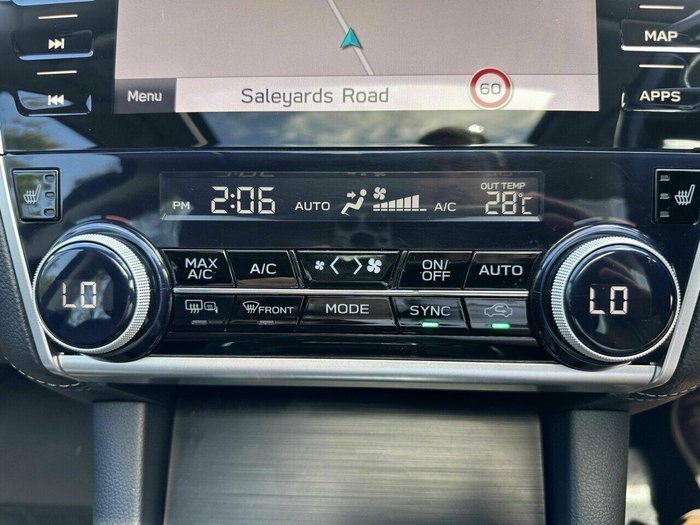 MAP
Menu
Saleyards Road
60
APPS
PM 2:06 AUTO A/C OUT TEMP 28°C
MAX A/C
A/C
ON/OFF
AUTO
LO
LO
FRONT
MODE
SYNC